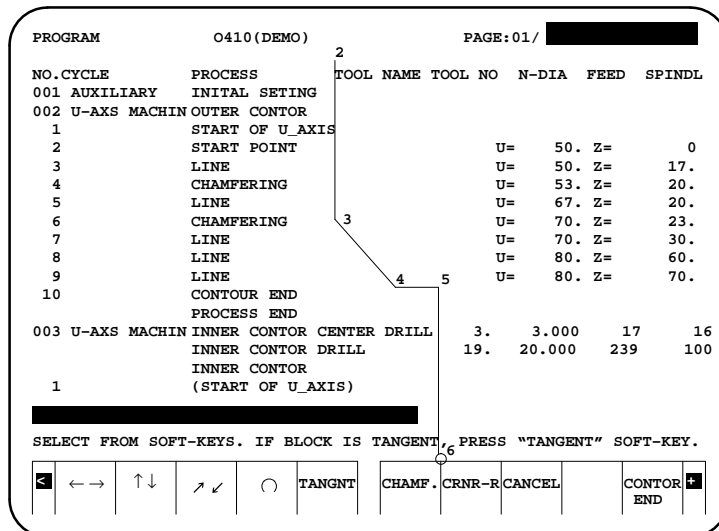 PROGRAM O410(DEMO) PAGE:01/
2
NO.CYCLE PROCESS TOOL NAME TOOL NO N-DIA FEED SPINDL
001 AUXILIARY INITAL SETING
002 U-AXS MACHIN OUTER CONTOR
1 START OF U_AXIS
2 START POINT U= 50. Z= 0
3 LINE U= 50. Z= 17.
4 CHAMFERING U= 53. Z= 20.
5 LINE U= 67. Z= 20.
6 CHAMFERING 3 U= 70. Z= 23.
7 LINE U= 70. Z= 30.
8 LINE U= 80. Z= 60.
9 LINE 4 5 U= 80. Z= 70.
10 CONTOUR END
PROCESS END
003 U-AXS MACHIN INNER CONTOR CENTER DRILL 3. 3.000 17 16
INNER CONTOR DRILL 19. 20.000 239 100
INNER CONTOR
1 (START OF U_AXIS)
SELECT FROM SOFT-KEYS. IF BLOCK IS TANGENT, PRESS “TANGENT” SOFT-KEY.
6
< ←→ ↑↓ ↗↙ TANGNT CHAMF. CRNR-R CANCEL CONTOR +
END